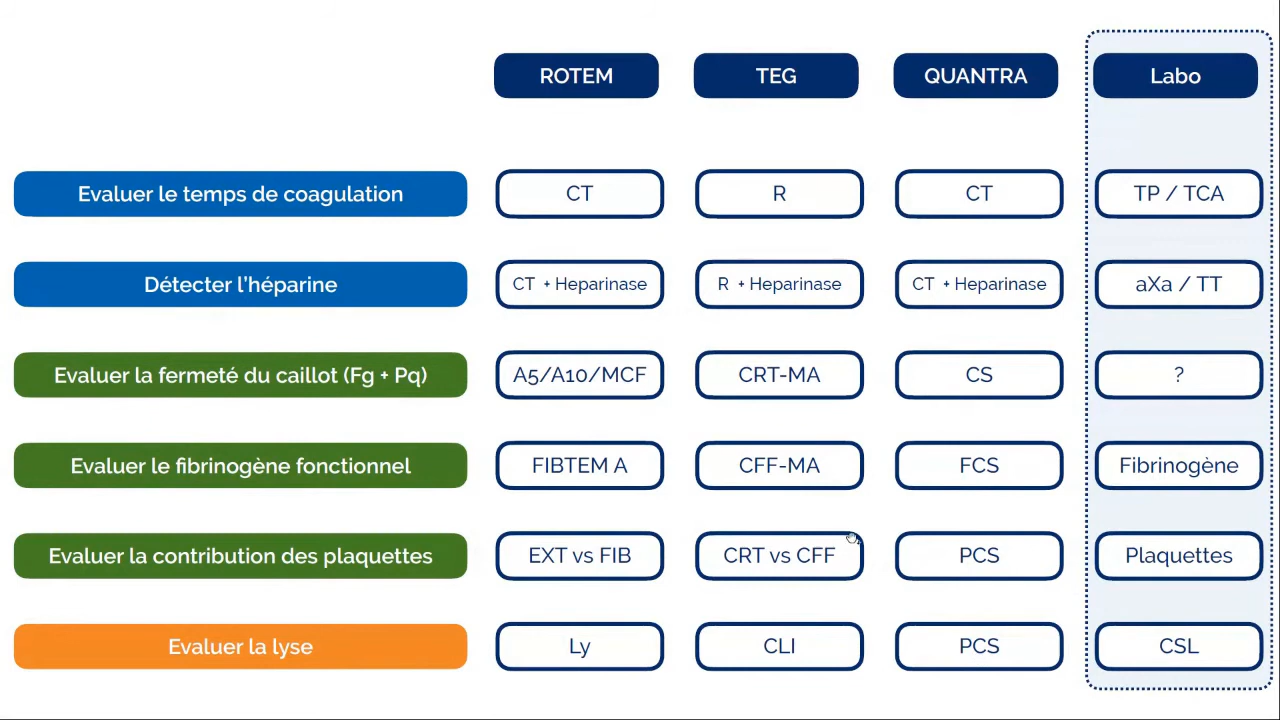 ROTEM TEG QUANTRA Labo
Evaluer le temps de coagulation CT R CT TP / TCA
Détecter l'héparine CT + Heparinase R + Heparinase CT + Heparinase aXa / TT
Evaluer la fermeté du caillot (Fg + Pq) A5/A10/MCF CRT-MA CS ?
Evaluer le fibrinogène fonctionnel FIBTEM A CFF-MA FCS Fibrinogène
Evaluer la contribution des plaquettes EXT vs FIB CRT vs CFF PCS Plaquettes
Evaluer la lyse Ly CLI PCS CSL